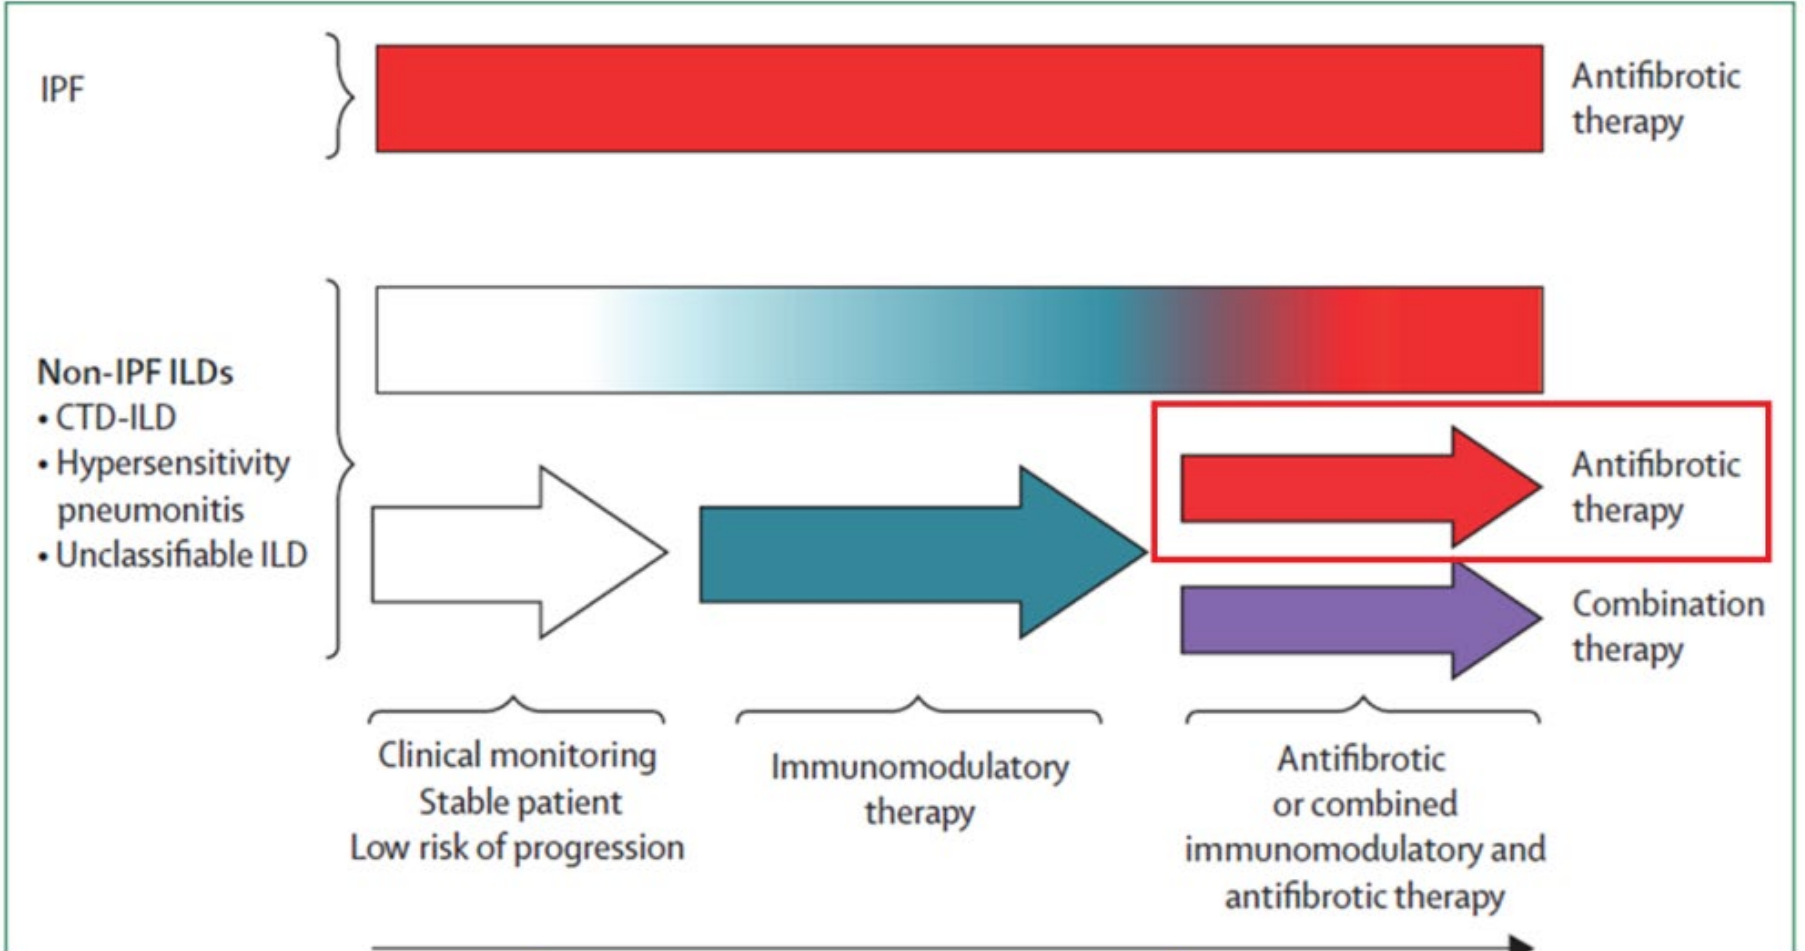 IPF
Antifibrotic
therapy
Non-IPF ILDs
• CTD-ILD
• Hypersensitivity
pneumonitis
• Unclassifiable ILD
Antifibrotic
therapy
Combination
therapy
Clinical monitoring
Stable patient
Low risk of progression
Immunomodulatory
therapy
Antifibrotic
or combined
immunomodulatory and
antifibrotic therapy